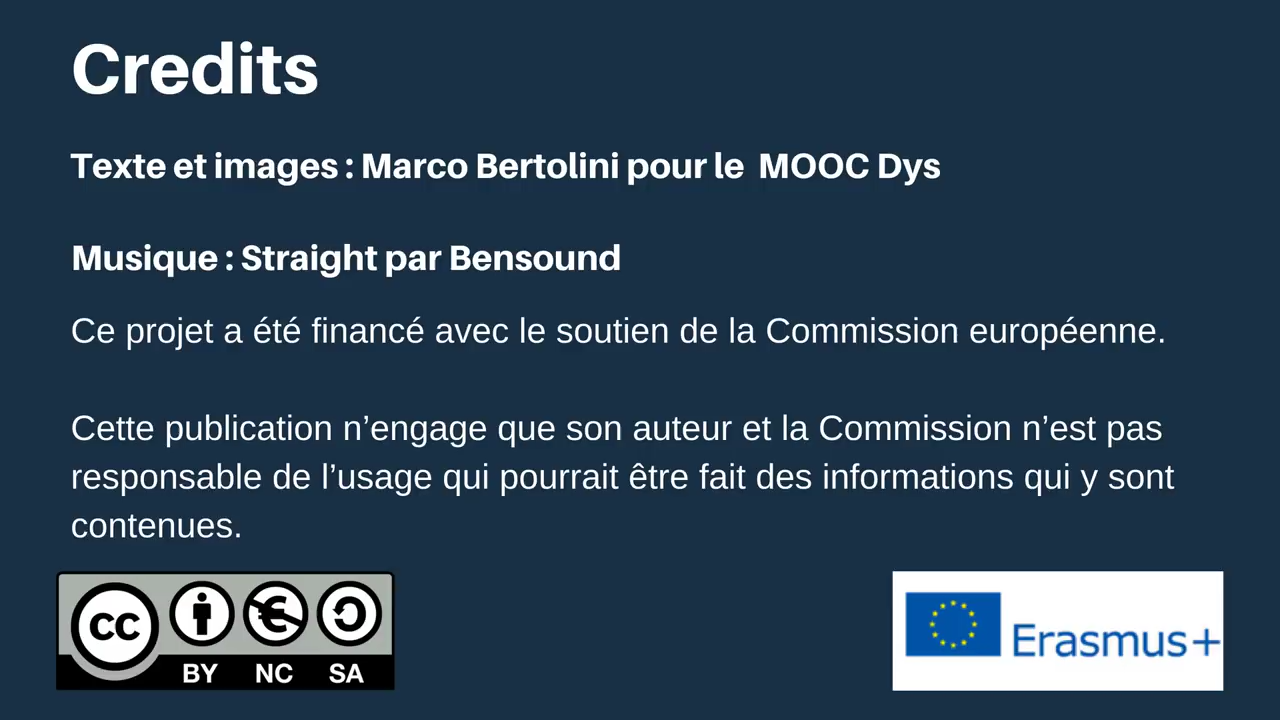 Credits
Texte et images : Marco Bertolini pour le MOOC Dys
Musique : Straight par Bensound
Ce projet a été financé avec le soutien de la Commission européenne.
Cette publication n’engage que son auteur et la Commission n’est pas
responsable de l’usage qui pourrait être fait des informations qui y sont
contenues.
cc
BY NC SA
Erasmus+